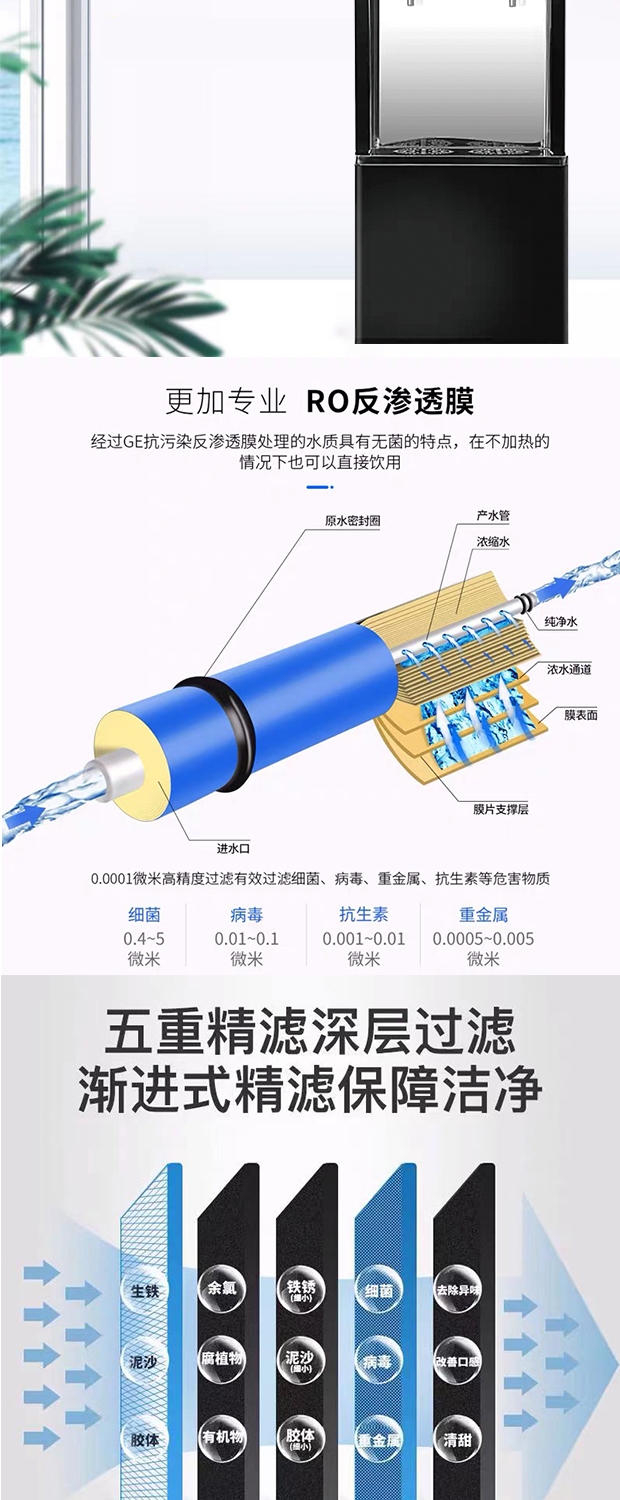 更加专业 RO反渗透膜
经过GE抗污染反渗透膜处理的水质具有无菌的特点，在不加热的
情况下也可以直接饮用
原水密封圈
产水管
浓缩水
纯净水
浓水通道
膜表面
膜片支撑层
进水口
0.0001微米高精度过滤有效过滤细菌、病毒、重金属、抗生素等危害物质
细菌 病毒 抗生素 重金属
0.4~5 0.01~0.1 0.001~0.01 0.0005~0.005
微米 微米 微米 微米
五重精滤深层过滤
渐进式精滤保障洁净
生铁 余氯 铁锈 细菌 去除异味
(细小)
泥沙 腐植物 泥沙 病毒 改善口感
(细小)
胶体 有机物 胶体 重金属 清甜
(细小)